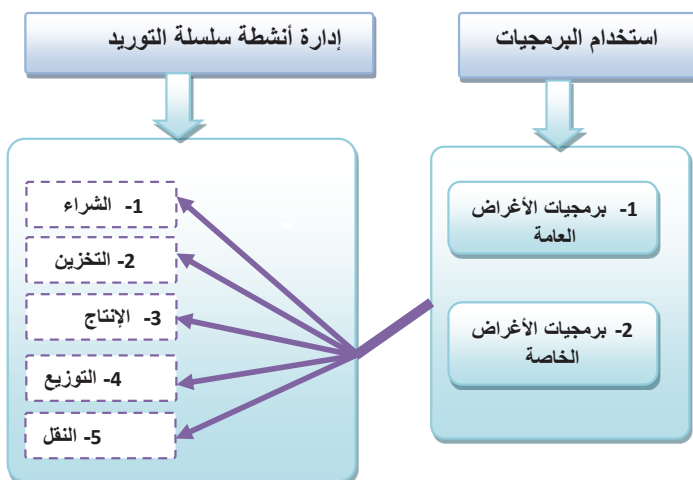 استخدام البرمجيات
إدارة أنشطة سلسلة التوريد
1- برمجيات الأغراض
العامة
2- برمجيات الأغراض
الخاصة
1- الشراء
2- التخزين
3- الإنتاج
4- التوزيع
5- النقل